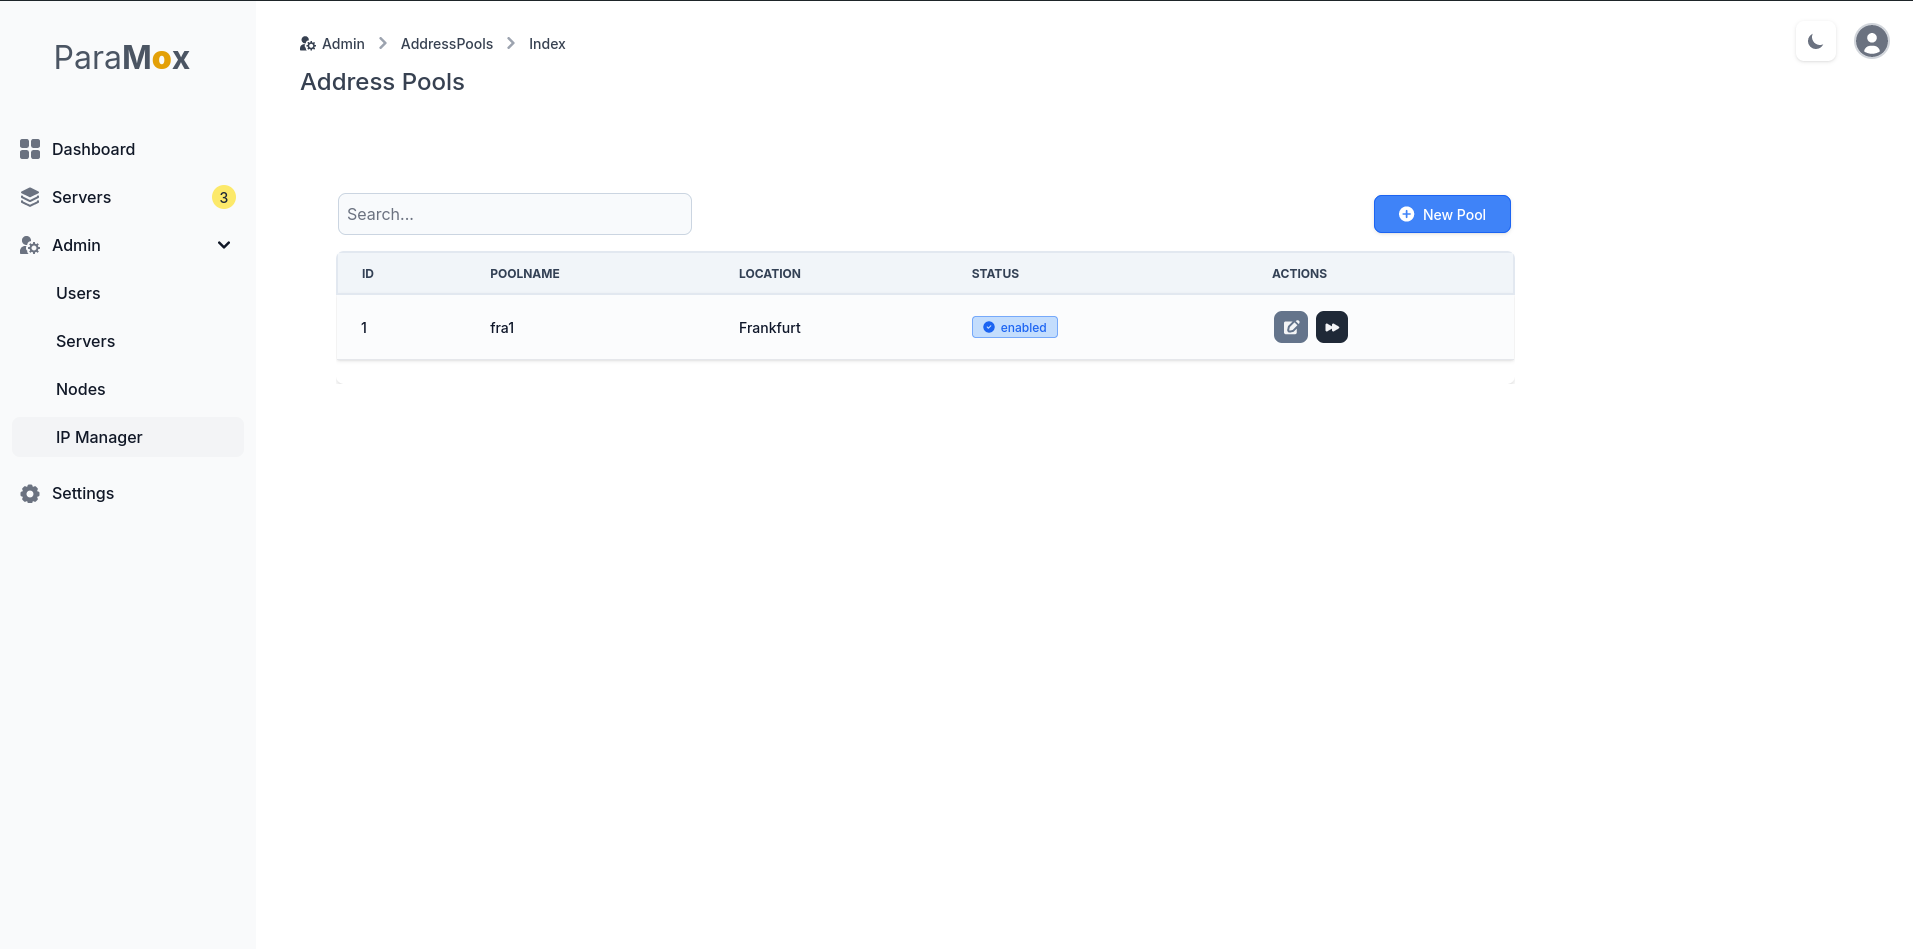 ParaMox
Admin > AddressPools > Index
Address Pools
Dashboard
Servers 3
Admin
Users
Servers
Nodes
IP Manager
Settings
Search...
New Pool
ID POOLNAME LOCATION STATUS ACTIONS
1 fra1 Frankfurt enabled